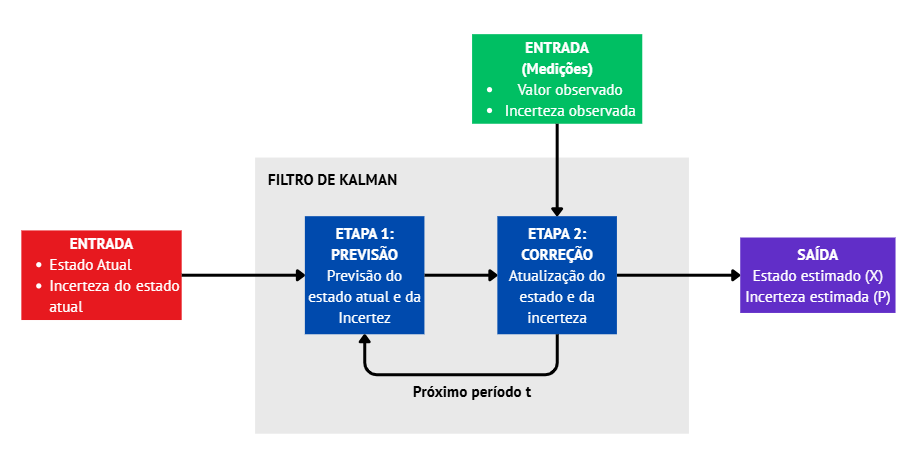 ENTRADA
(Medições)
• Valor observado
• Incerteza observada
FILTRO DE KALMAN
ENTRADA
• Estado Atual
• Incerteza do estado
atual
ETAPA 1:
PREVISÃO
Previsão do
estado atual e da
Incertez
ETAPA 2:
CORREÇÃO
Atualização do
estado e da
incerteza
SAÍDA
Estado estimado (X)
Incerteza estimada (P)
Próximo período t